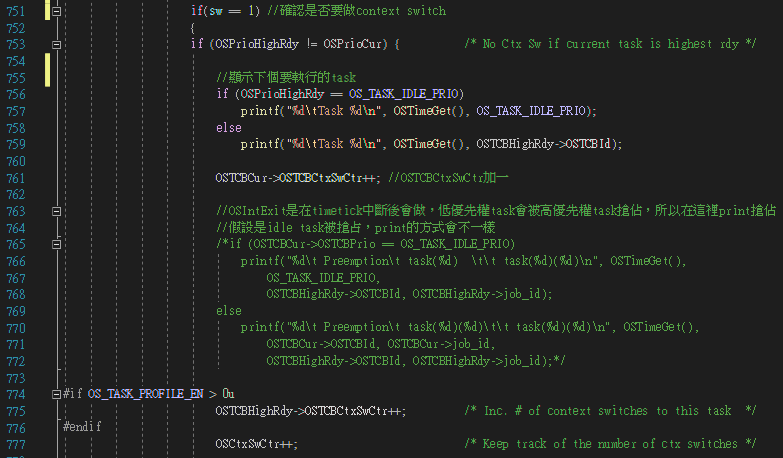 751 if(sw == 1) //確認是否要做Context switch
752 {
753 if (OSPrioHighRdy != OSPrioCur) { /* No Ctx Sw if current task is highest rdy */
754
755 //顯示下個要執行的task
756 if (OSPrioHighRdy == OS_TASK_IDLE_PRIO)
757 printf("%d\tTask %d\n", OSTimeGet(), OS_TASK_IDLE_PRIO);
758 else
759 printf("%d\tTask %d\n", OSTimeGet(), OSTCBHighRdy->OSTCBId);
760
761 OSTCBCur->OSTCBCtxSwCtr++; //OSTCBCtxSwCtr加一
762
763 //OSIntExit是在timetick中斷後會做，低優先權task會被高優先權task搶佔，所以在這裡print搶佔
764 //假設是idle task被搶占，print的方式會不一樣
765 /*if (OSTCBCur->OSTCBPrio == OS_TASK_IDLE_PRIO)
766 printf("%d\t Preemption\t task(%d)  \t\t task(%d)(%d)\n", OSTimeGet(),
767 OS_TASK_IDLE_PRIO,
768 OSTCBHighRdy->OSTCBId, OSTCBHighRdy->job_id);
769 else
770 printf("%d\t Preemption\t task(%d)(%d)\t\t task(%d)(%d)\n", OSTimeGet(),
771 OSTCBCur->OSTCBId, OSTCBCur->job_id,
772 OSTCBHighRdy->OSTCBId, OSTCBHighRdy->job_id);*/
773
774 #if OS_TASK_PROFILE_EN > 0u
775 OSTCBHighRdy->OSTCBCtxSwCtr++; /* Inc. # of context switches to this task  */
776 #endif
777 OSCtxSwCtr++; /* Keep track of the number of ctx switches */